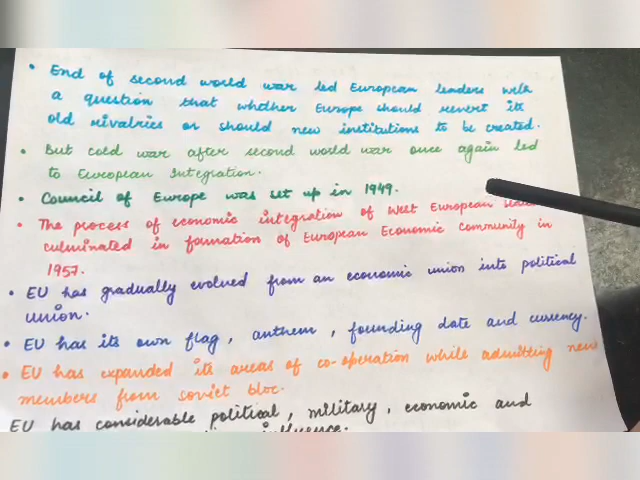 End of second world war led European leaders with
a question that whether Europe should revert its
old rivalries or should new institutions to be created.
But cold war after second world war once again led
to European Integration.
Council of Europe was set up in 1949.
The process of economic integration of West European
culminated in formation of European Economic community in
1957.
EU has gradually evolved from an economic union into political
union.
EU has its own flag, anthem, founding date and currency.
EU has expanded its areas of co-operation while admitting new
members from soviet bloc.
EU has considerable political, military, economic and
influence.